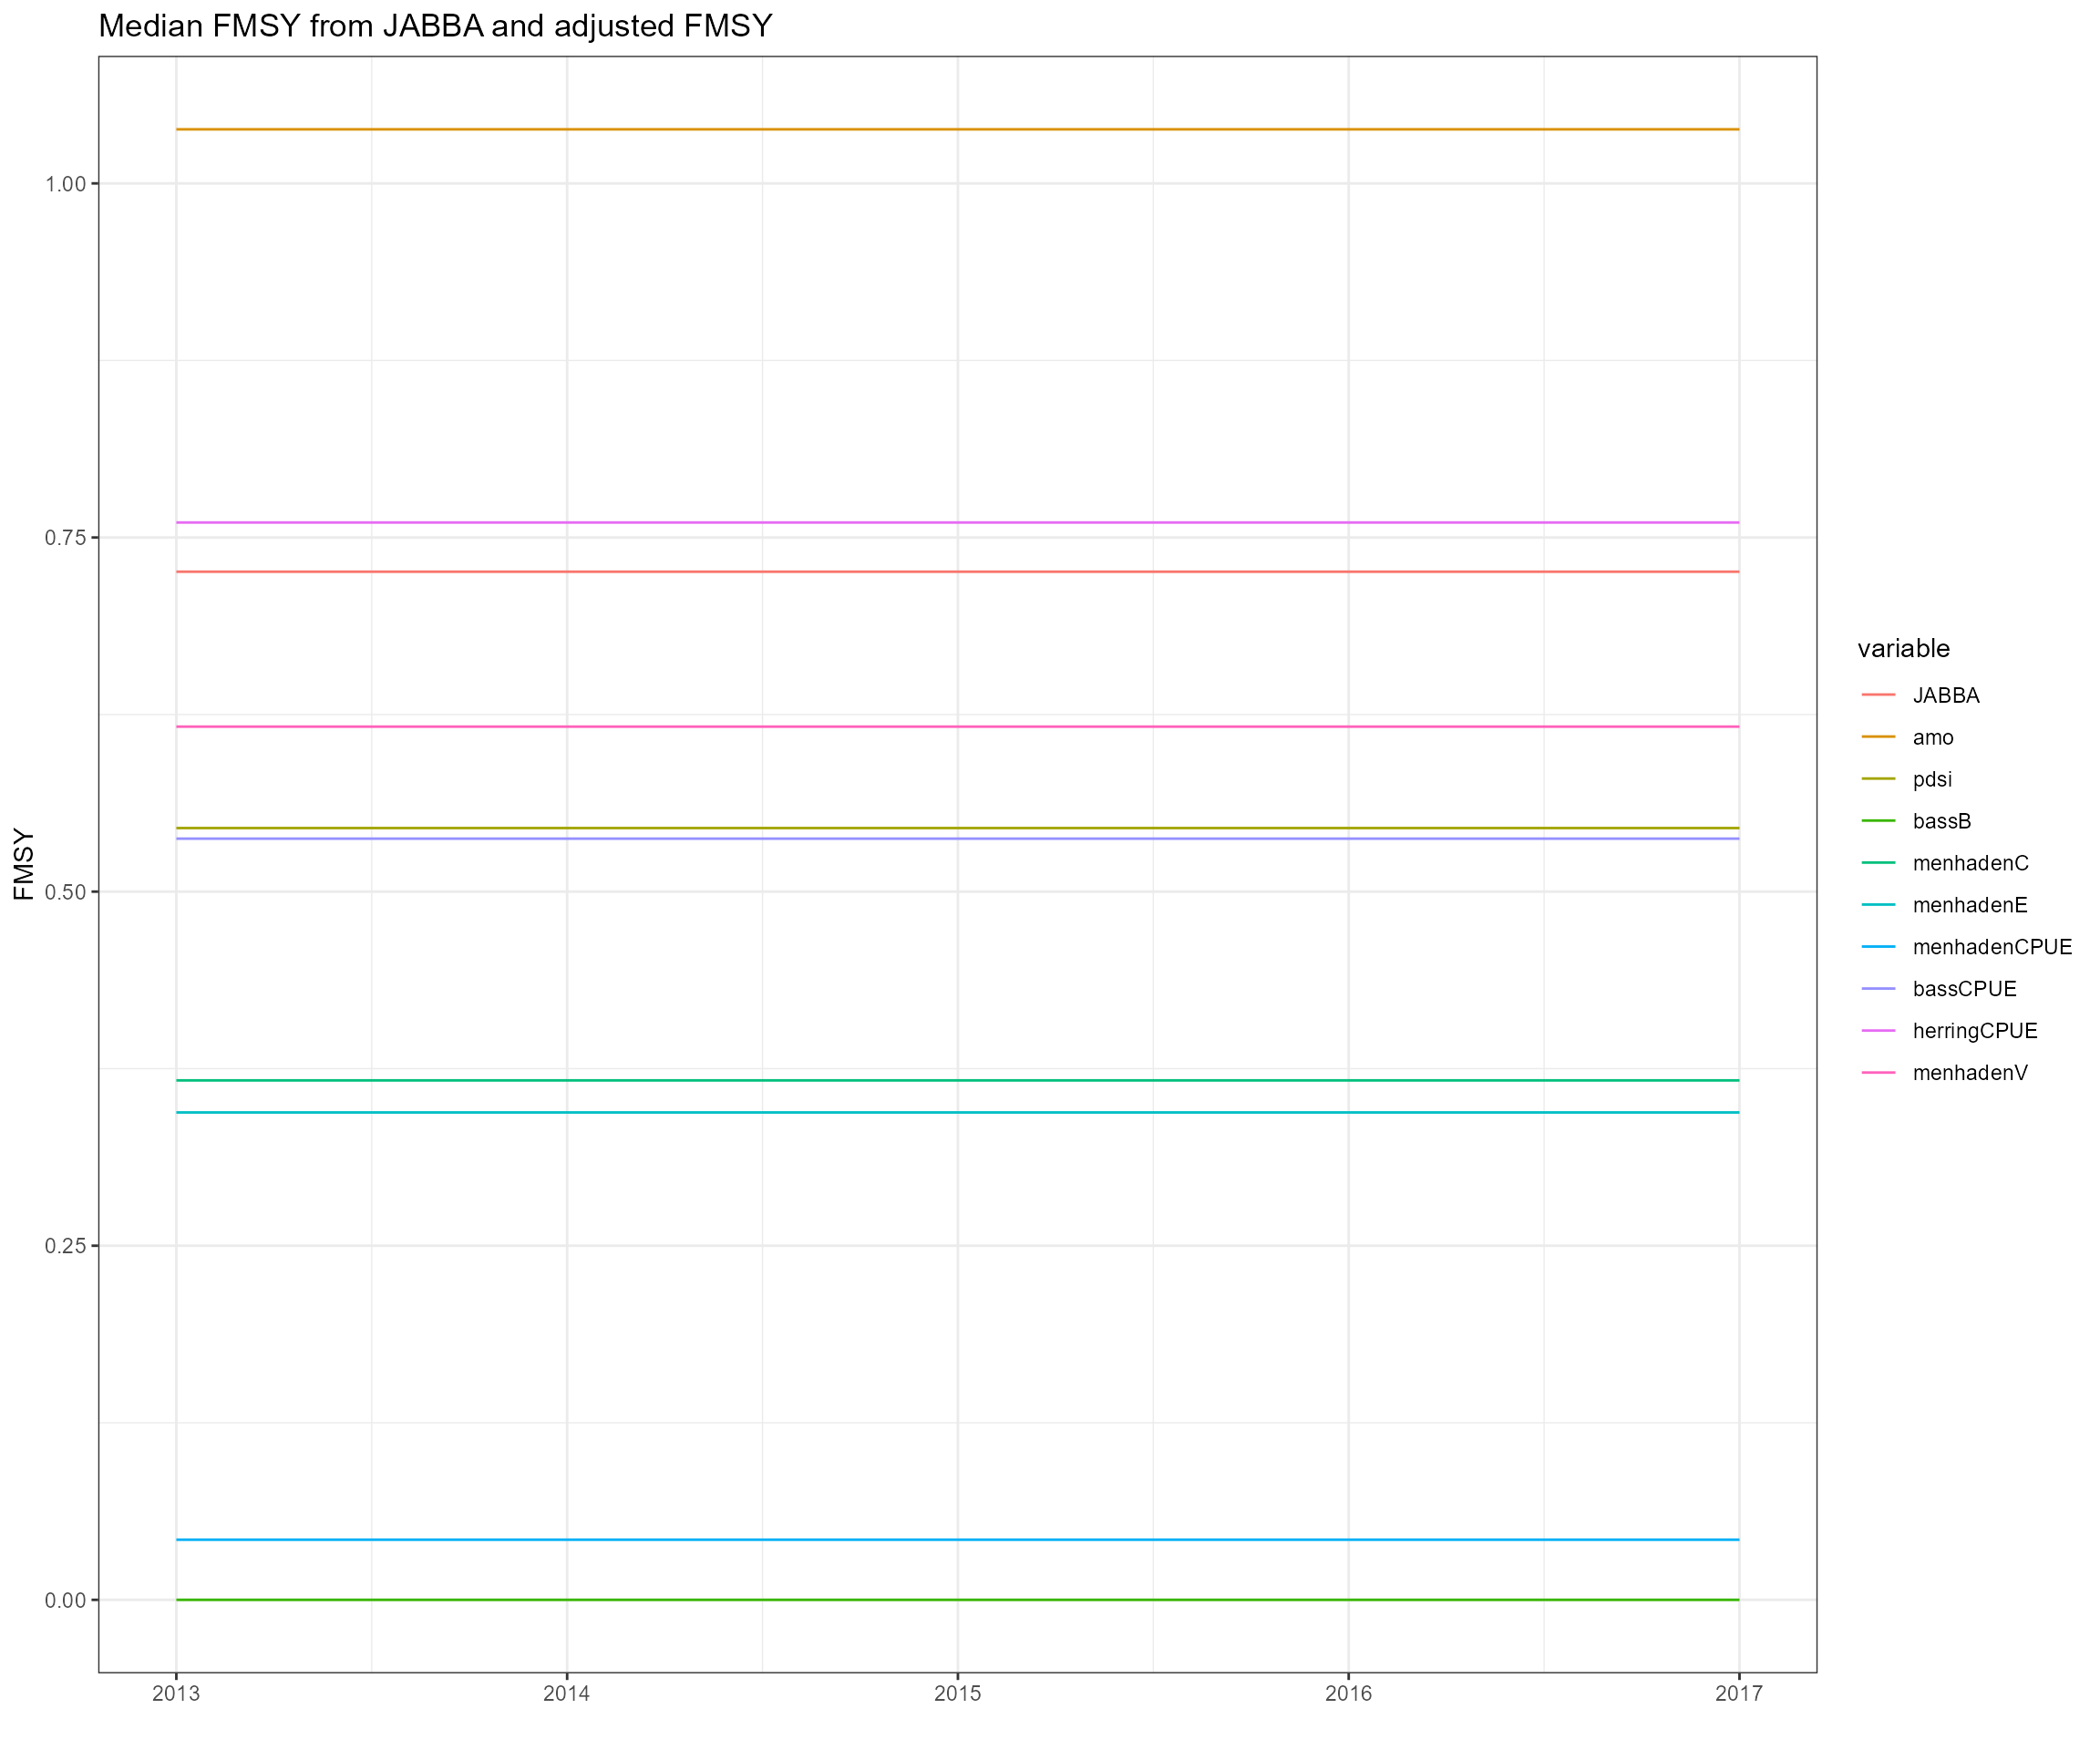 Median FMSY from JABBA and adjusted FMSY
FMSY
1.00
0.75
0.50
0.25
0.00
2013
2014
2015
2016
2017
variable
JABBA
amo
pdsi
bassB
menhadenC
menhadenE
menhadenCPUE
bassCPUE
herringCPUE
menhadenV